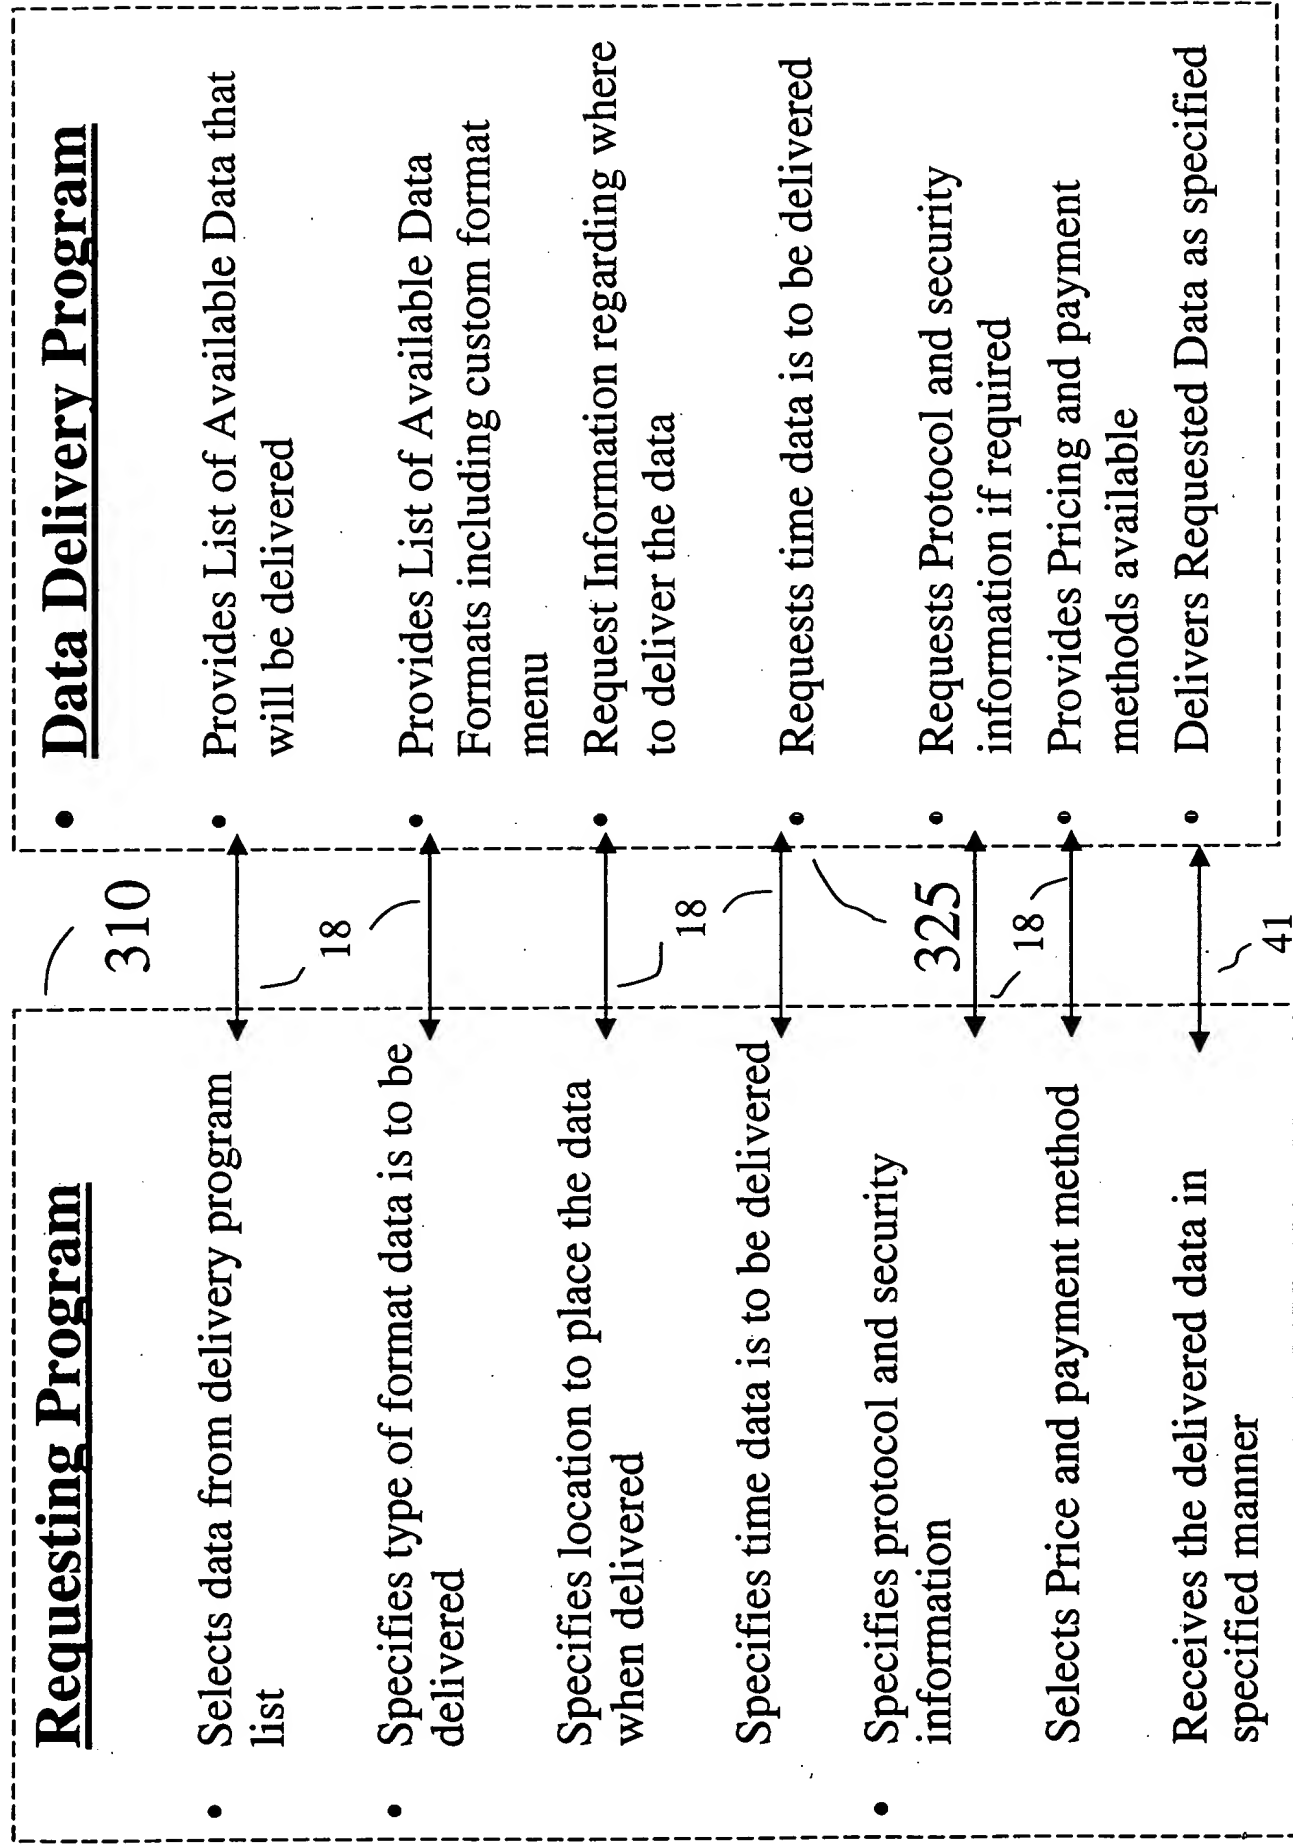 Requesting Program
• Selects data from delivery program
list
• Specifies type of format data is to be
delivered
Specifies location to place the data
when delivered
Specifies time data is to be delivered
• Specifies protocol and security
information
Selects Price and payment method
Receives the delivered data in
specified manner
310
18
18
18
325
18
41
• Data Delivery Program
• Provides List of Available Data that
will be delivered
• Provides List of Available Data
Formats including custom format
menu
• Request Information regarding where
to deliver the data
• Requests time data is to be delivered
• Requests Protocol and security
information if required
• Provides Pricing and payment
methods available
• Delivers Requested Data as specified